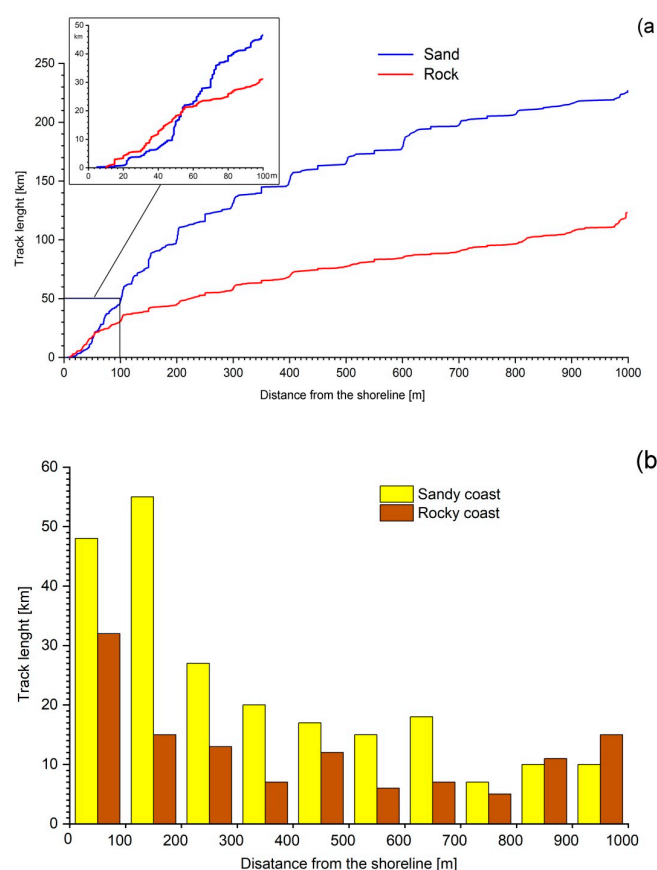 (a
Sand
Rock
50
km
40
30
20
10
0
0 20 40 60 80 100 m
250
200
150
100
50
0
Track lenght [km]
0 100 200 300 400 500 600 700 800 900 1000
Distance from the shoreline [m]
(b
Sandy coast
Rocky coast
60
50
40
30
20
10
0
Track lenght [km]
0 100 200 300 400 500 600 700 800 900 1000
Disatance from the shoreline [m]